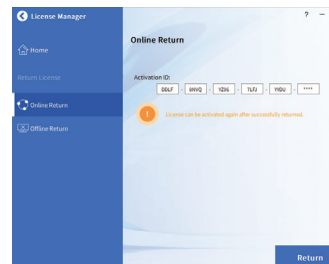 License Manager
? —
Home
Return License
Online Return
Offline Return
Online Return
Activation ID:
- - - - ****
License can be activated again after successfully returned.
Return